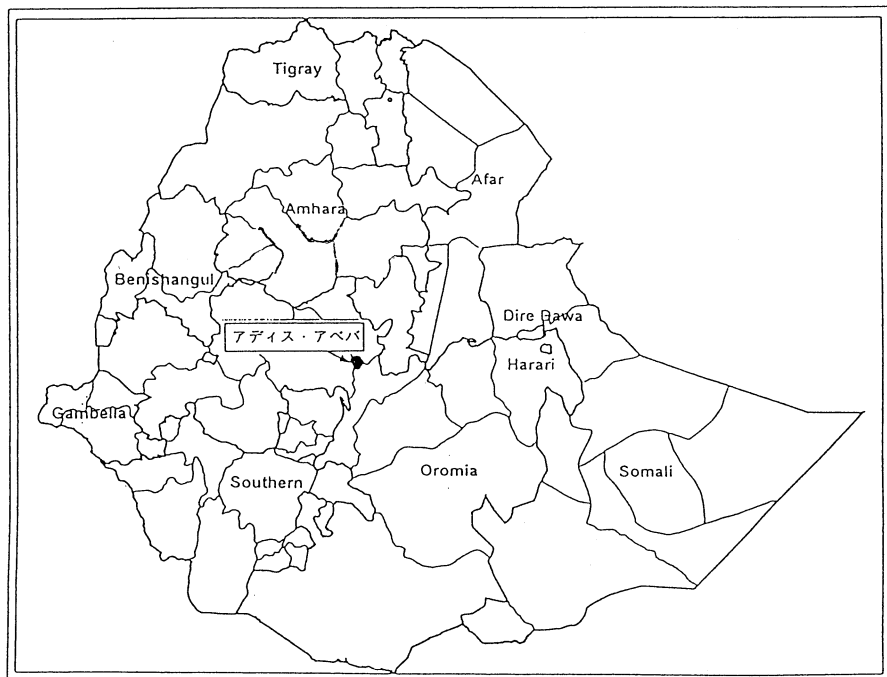 Tigray
Afar
Amhara
Benishangul
Dire Dawa
アディス・アベバ
Harari
Gambella
Oromia
Somali
Southern